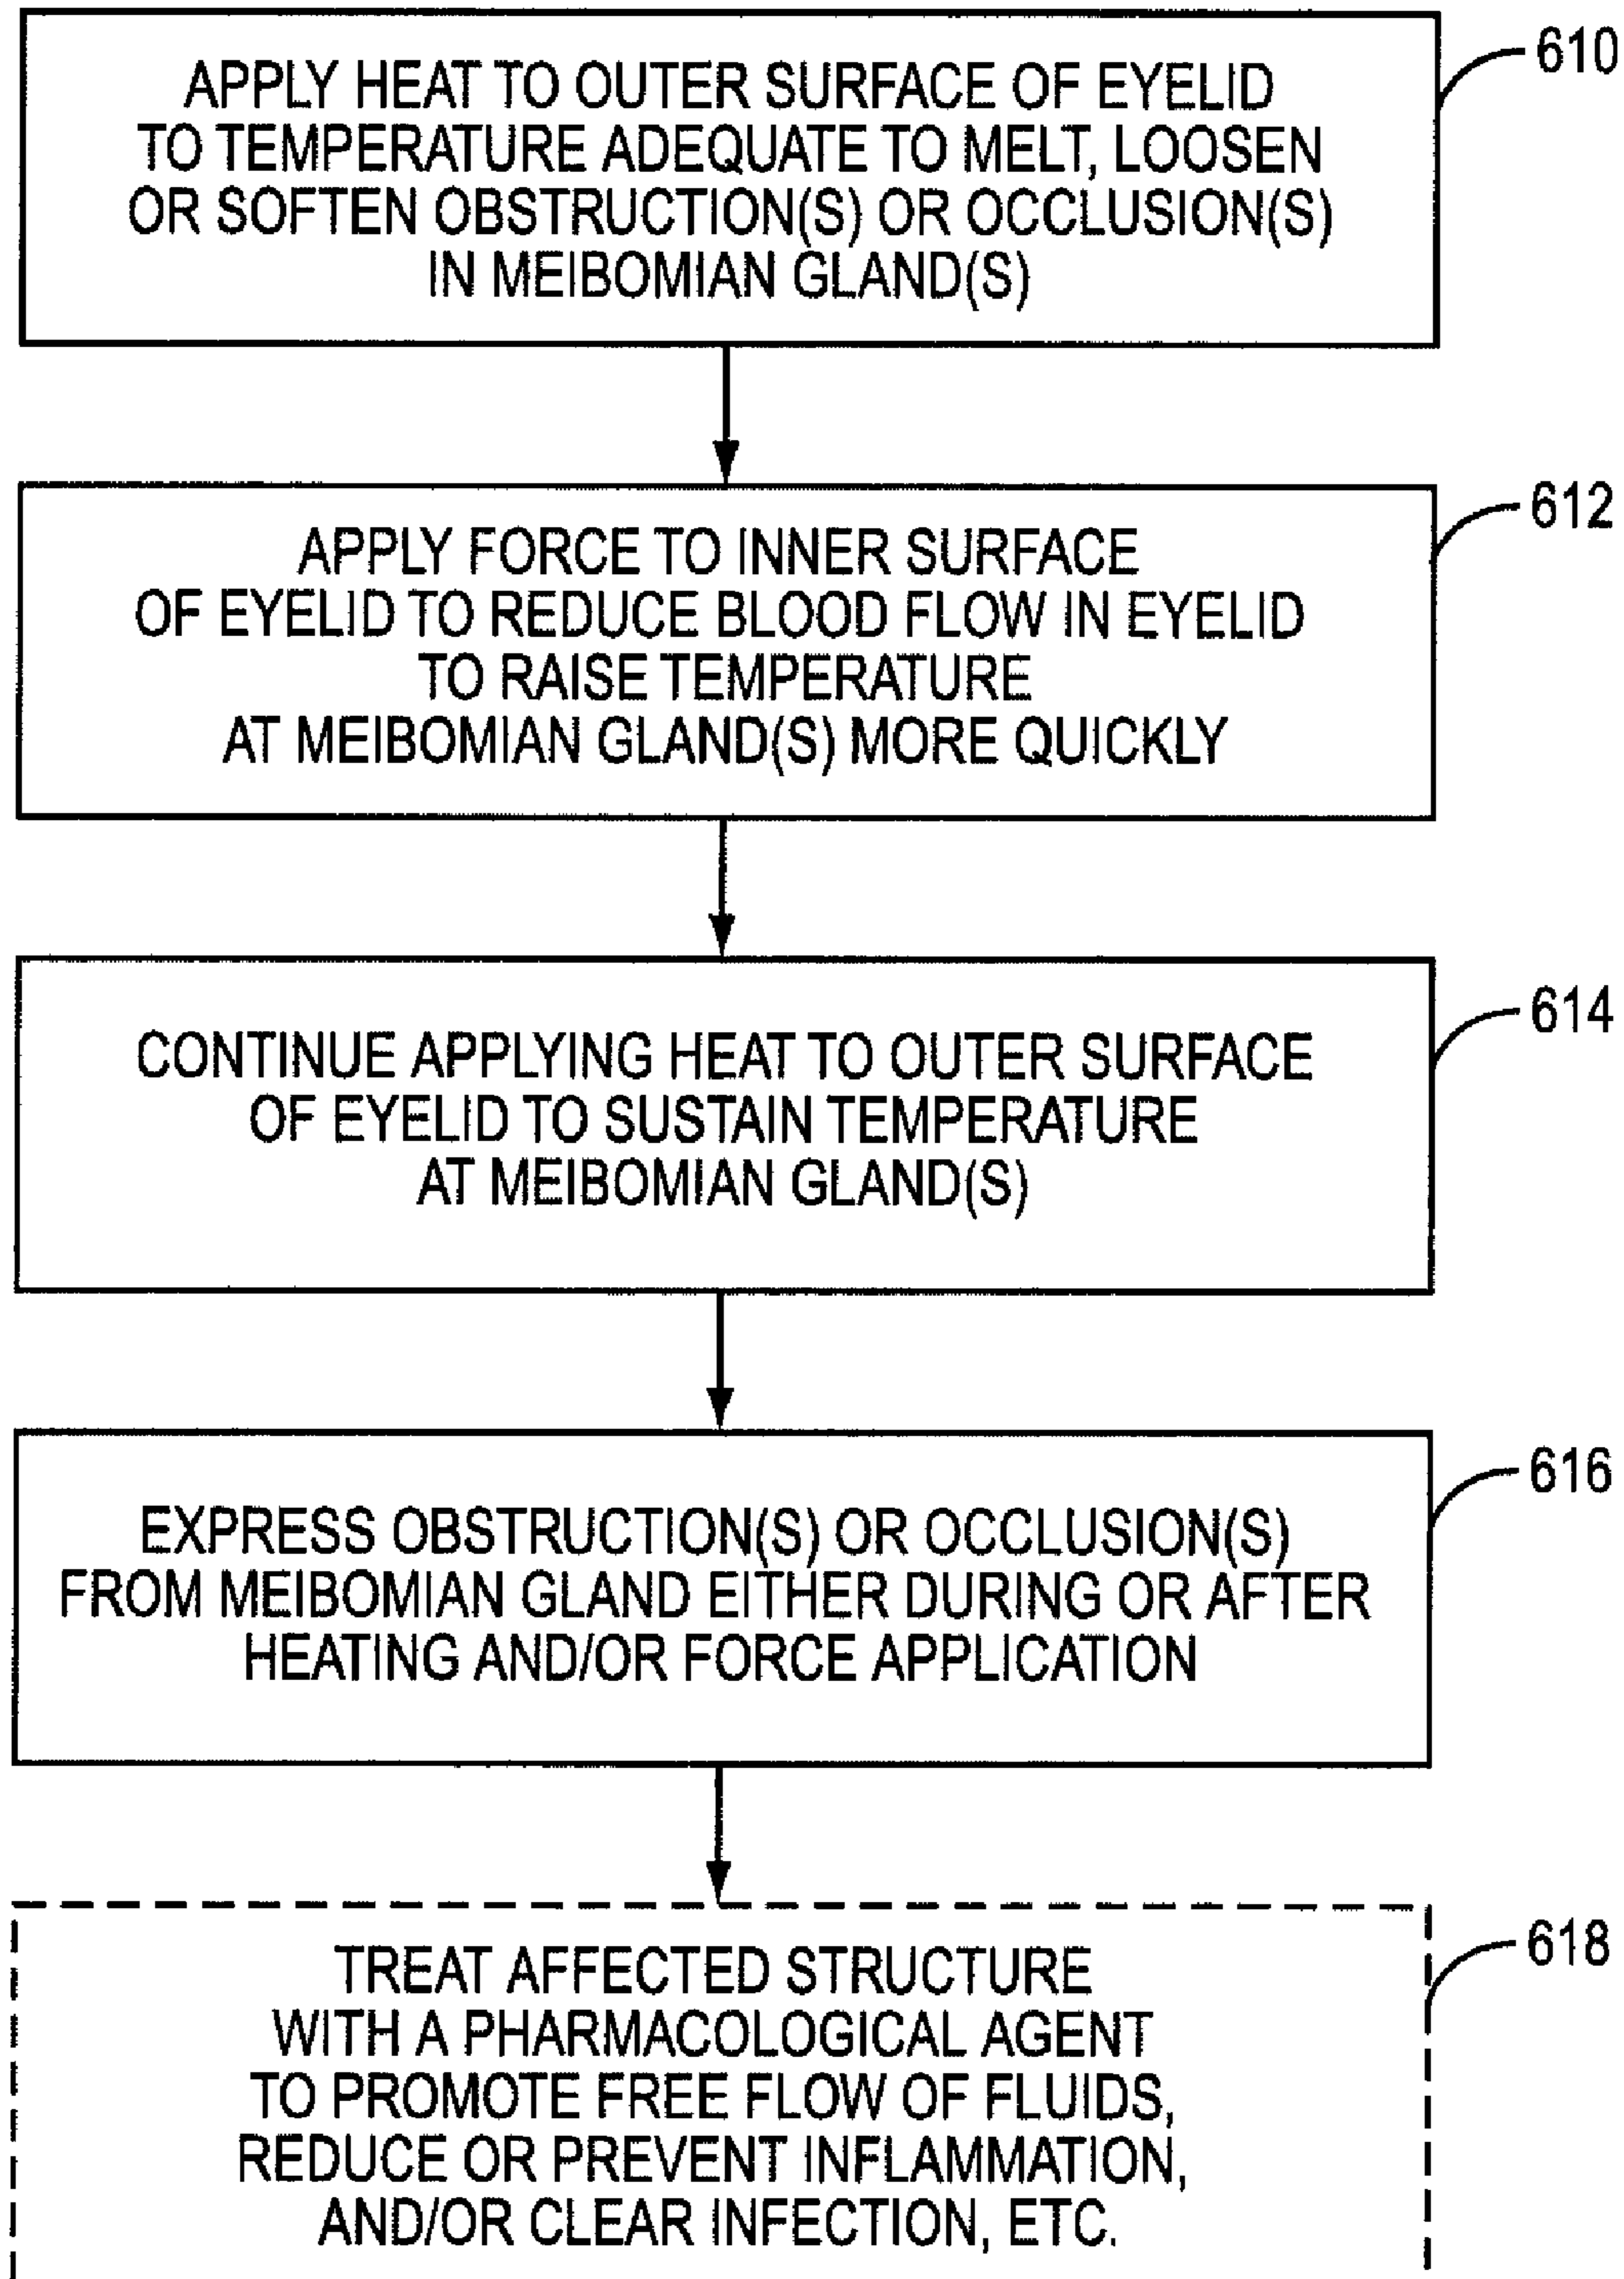 610
APPLY HEAT TO OUTER SURFACE OF EYELID
TO TEMPERATURE ADEQUATE TO MELT, LOOSEN
OR SOFTEN OBSTRUCTION(S) OR OCCLUSION(S)
IN MEIBOMIAN GLAND(S)
612
APPLY FORCE TO INNER SURFACE
OF EYELID TO REDUCE BLOOD FLOW IN EYELID
TO RAISE TEMPERATURE
AT MEIBOMIAN GLAND(S) MORE QUICKLY
614
CONTINUE APPLYING HEAT TO OUTER SURFACE
OF EYELID TO SUSTAIN TEMPERATURE
AT MEIBOMIAN GLAND(S)
616
EXPRESS OBSTRUCTION(S) OR OCCLUSION(S)
FROM MEIBOMIAN GLAND EITHER DURING OR AFTER
HEATING AND/OR FORCE APPLICATION
618
TREAT AFFECTED STRUCTURE
WITH A PHARMACOLOGICAL AGENT
TO PROMOTE FREE FLOW OF FLUIDS,
REDUCE OR PREVENT INFLAMMATION,
AND/OR CLEAR INFECTION, ETC.